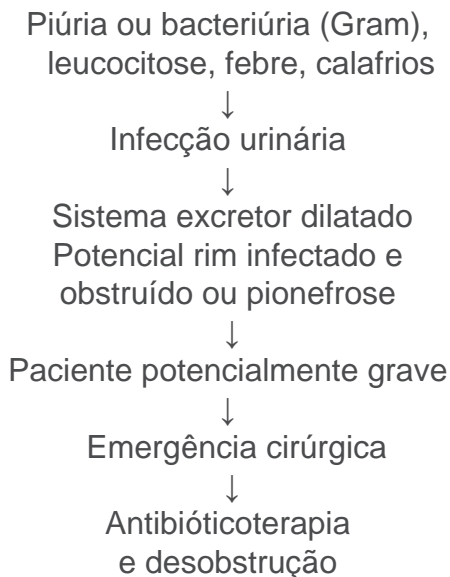 Piúria ou bacteriúria (Gram),
leucocitose, febre, calafrios
↓
Infecção urinária
↓
Sistema excretor dilatado
Potencial rim infectado e
obstruído ou pionefrose
↓
Paciente potencialmente grave
↓
Emergência cirúrgica
↓
Antibióticoterapia
e desobstrução